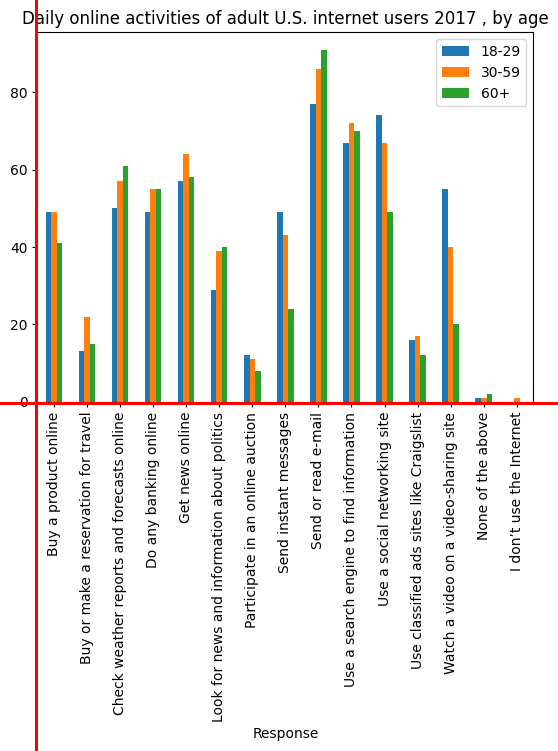 Daily online activities of adult U.S. internet users 2017 , by age
18-29
30-59
60+
80
60
40
20
0
Buy a product online
Buy or make a reservation for travel
Check weather reports and forecasts online
Do any banking online
Get news online
Look for news and information about politics
Participate in an online auction
Send instant messages
Send or read e-mail
Use a search engine to find information
Use a social networking site
Use classified ads sites like Craigslist
Watch a video on a video-sharing site
None of the above
I don't use the Internet
Response